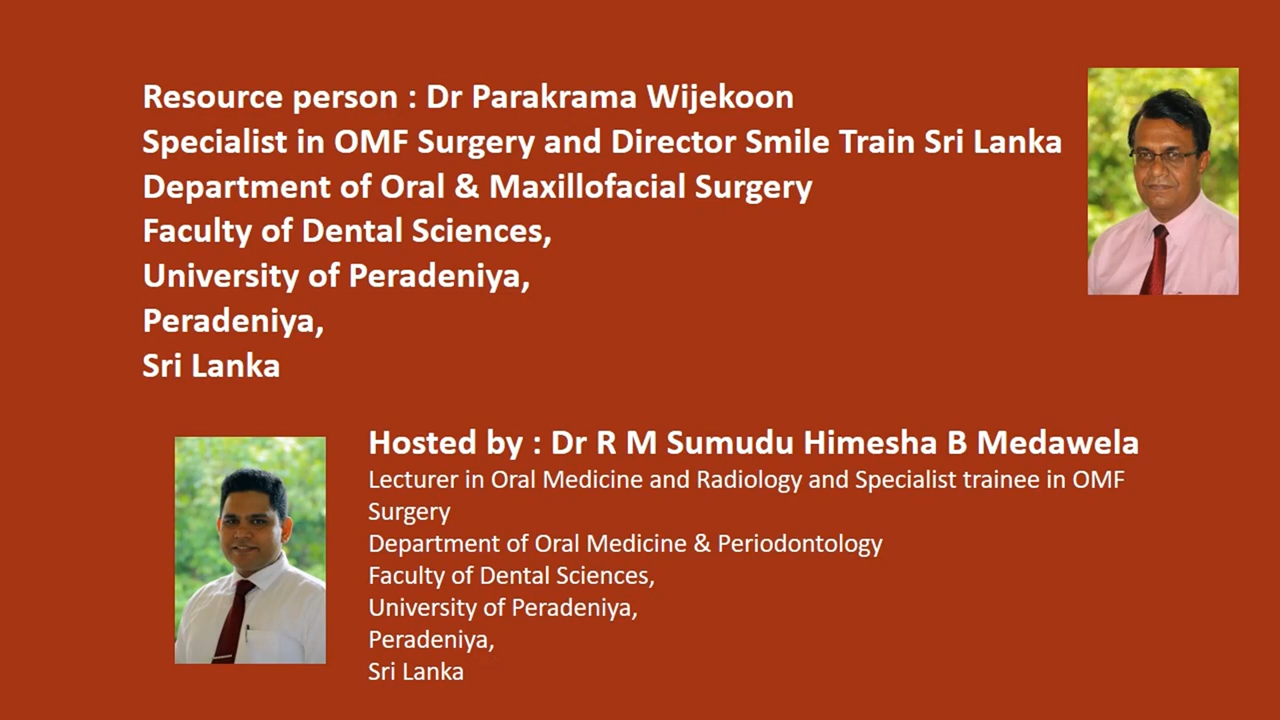 Resource person : Dr Parakrama Wijekoon
Specialist in OMF Surgery and Director Smile Train Sri Lanka
Department of Oral & Maxillofacial Surgery
Faculty of Dental Sciences,
University of Peradeniya,
Peradeniya,
Sri Lanka
Hosted by : Dr R M Sumudu Himesha B Medawela
Lecturer in Oral Medicine and Radiology and Specialist trainee in OMF
Surgery
Department of Oral Medicine & Periodontology
Faculty of Dental Sciences,
University of Peradeniya,
Peradeniya,
Sri Lanka